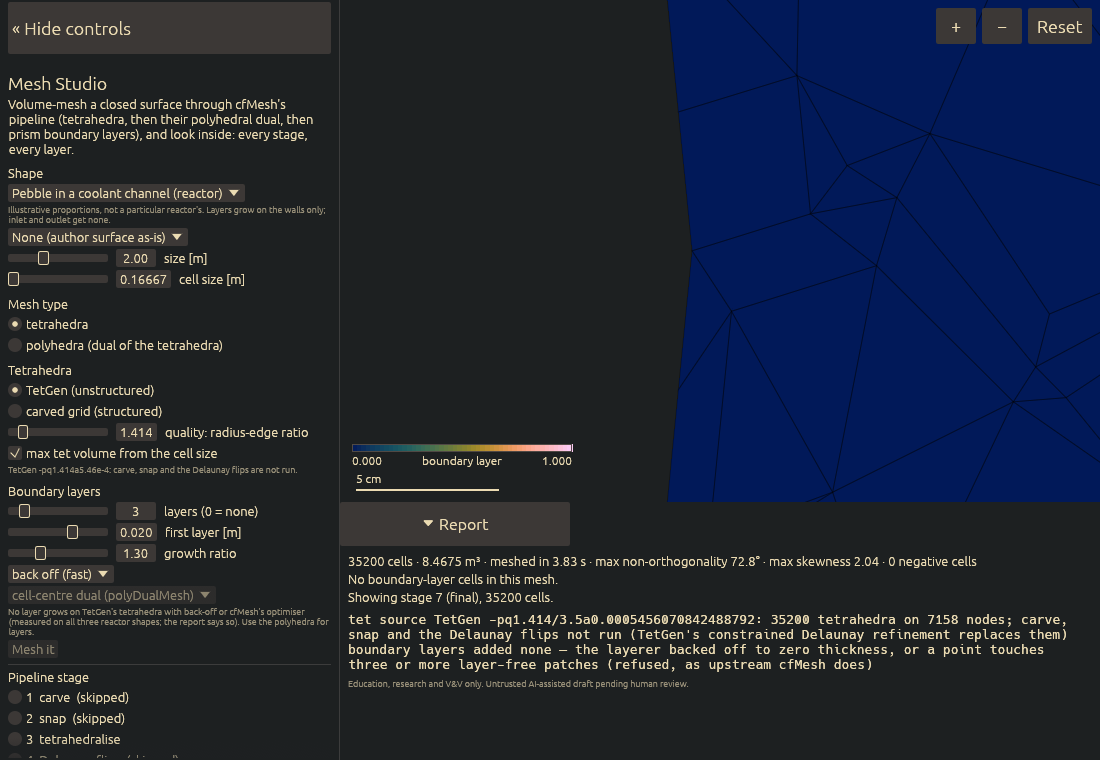 « Hide controls
Mesh Studio
Volume-mesh a closed surface through cfMesh's
pipeline (tetrahedra, then their polyhedral dual, then
prism boundary layers), and look inside: every stage,
every layer.
Shape
Pebble in a coolant channel (reactor)
Illustrative proportions, not a particular reactor's. Layers grow on the walls only;
inlet and outlet get none.
None (author surface as-is)
2.00 size [m]
0.16667 cell size [m]
Mesh type
tetrahedra
polyhedra (dual of the tetrahedra)
Tetrahedra
TetGen (unstructured)
carved grid (structured)
1.414 quality: radius-edge ratio
max tet volume from the cell size
TetGen -pq1.414a5.46e-4: carve, snap and the Delaunay flips are not run.
Boundary layers
3 layers (0 = none)
0.020 first layer [m]
1.30 growth ratio
back off (fast)
cell-centre dual (polyDualMesh)
No layer grows on TetGen's tetrahedra with back-off or cfMesh's optimiser
(measured on all three reactor shapes; the report says so). Use the polyhedra for
layers.
Mesh it
Pipeline stage
1 carve (skipped)
2 snap (skipped)
3 tetrahedralise
+ − Reset
0.000 boundary layer 1.000
5 cm
Report
35200 cells · 8.4675 m³ · meshed in 3.83 s · max non-orthogonality 72.8° · max skewness 2.04 · 0 negative cells
No boundary-layer cells in this mesh.
Showing stage 7 (final), 35200 cells.
tet source TetGen -pq1.414/3.5a0.0005456070842488792: 35200 tetrahedra on 7158 nodes; carve,
snap and the Delaunay flips not run (TetGen's constrained Delaunay refinement replaces them)
boundary layers added none — the layerer backed off to zero thickness, or a point touches
three or more layer-free patches (refused, as upstream cfMesh does)
Education, research and V&V only. Untrusted AI-assisted draft pending human review.